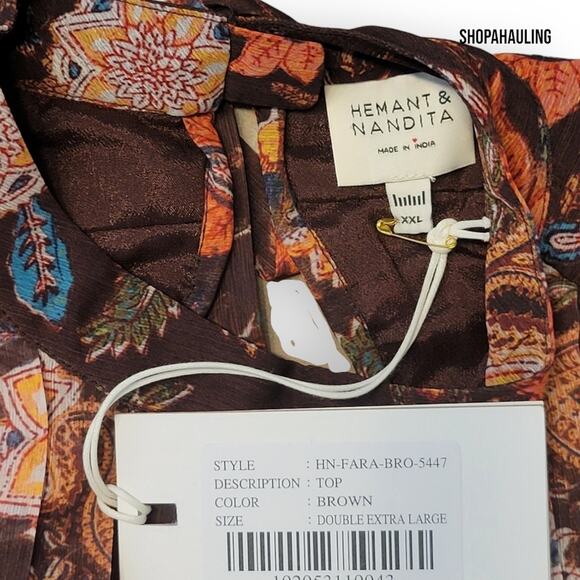 SHOPAHAULING
HEMANT &
NANDITA
MADE IN INDIA
XXL
STYLE : HN-FARA-BRO-5447
DESCRIPTION : TOP
COLOR : BROWN
SIZE : DOUBLE EXTRA LARGE